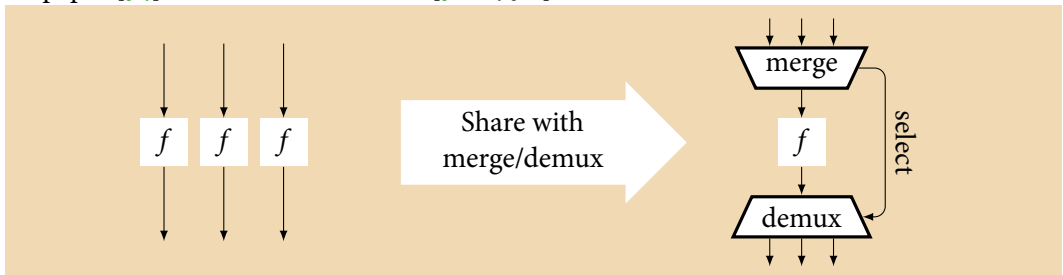 f f f
Share with
merge/demux
merge
f
select
demux